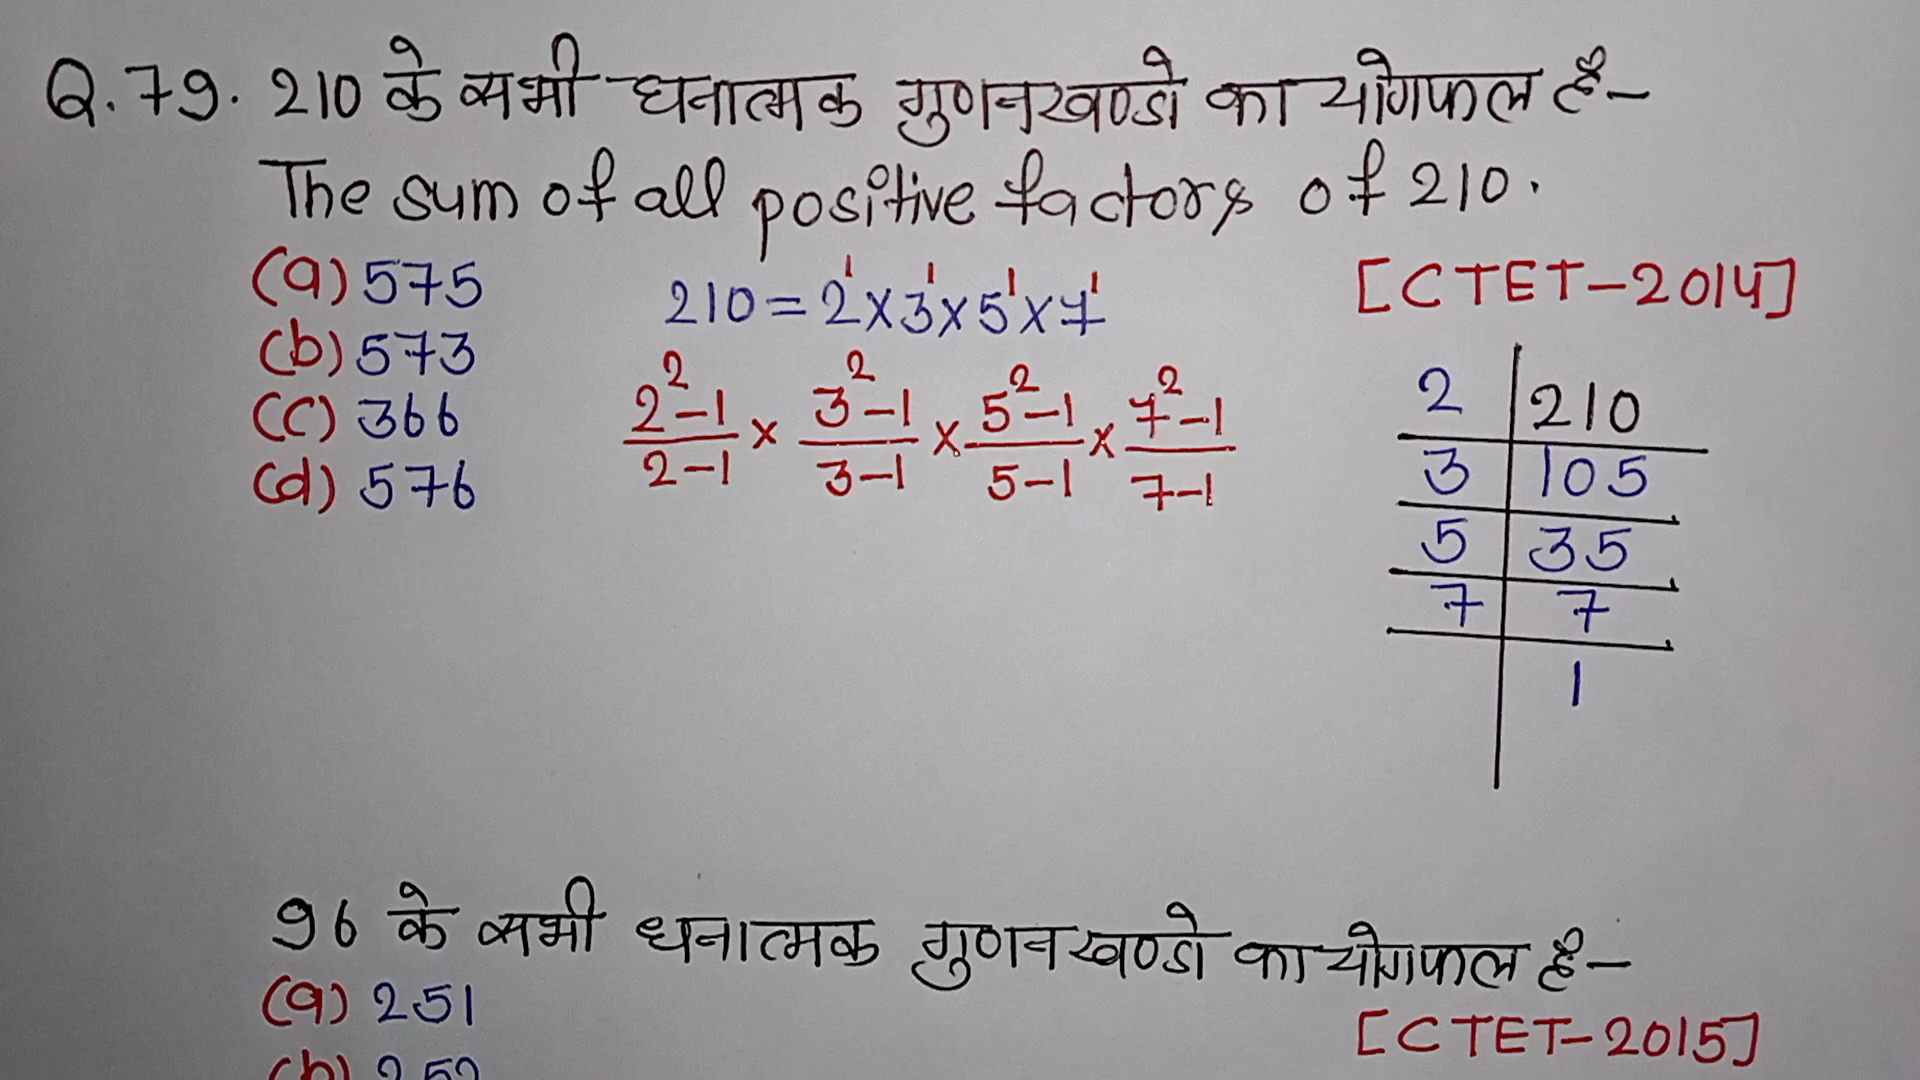 Q.79. 210 के सभी धनात्मक गुणनखण्डो का योगफल है-
The sum of all positive factors of 210.
(a) 575
(b) 573
(c) 366
(d) 576
210 = 2¹ × 3¹ × 5¹ × 7¹
[CTET-2014]
2²-1/2-1 × 3²-1/3-1 × 5²-1/5-1 × 7²-1/7-1
2 | 210
3 | 105
5 | 35
7 | 7
| 1
96 के सभी धनात्मक गुणनखण्डो का योगफल है-
(a) 251
[CTET-2015]
(b) 252